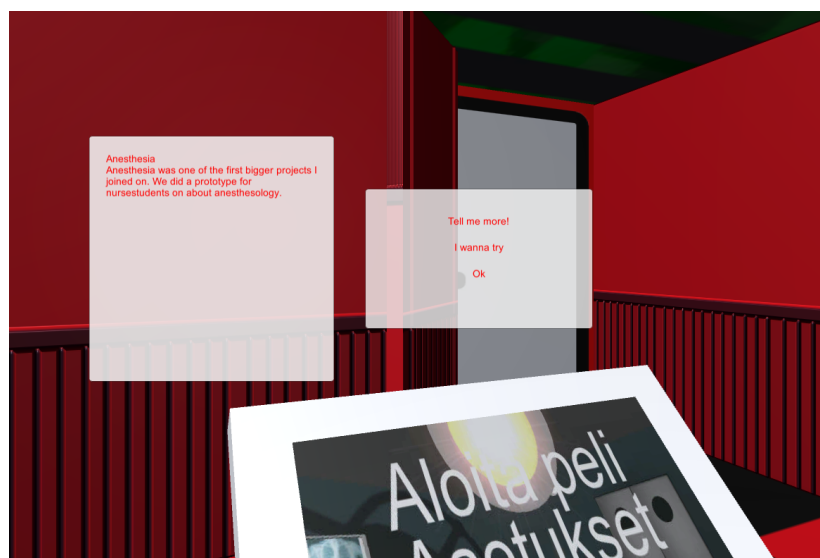 Anesthesia
Anesthesia was one of the first bigger projects I
joined on. We did a prototype for
nursestudents on about anesthesology.
Tell me more!
I wanna try
Ok
Aloita peli
Asetukset